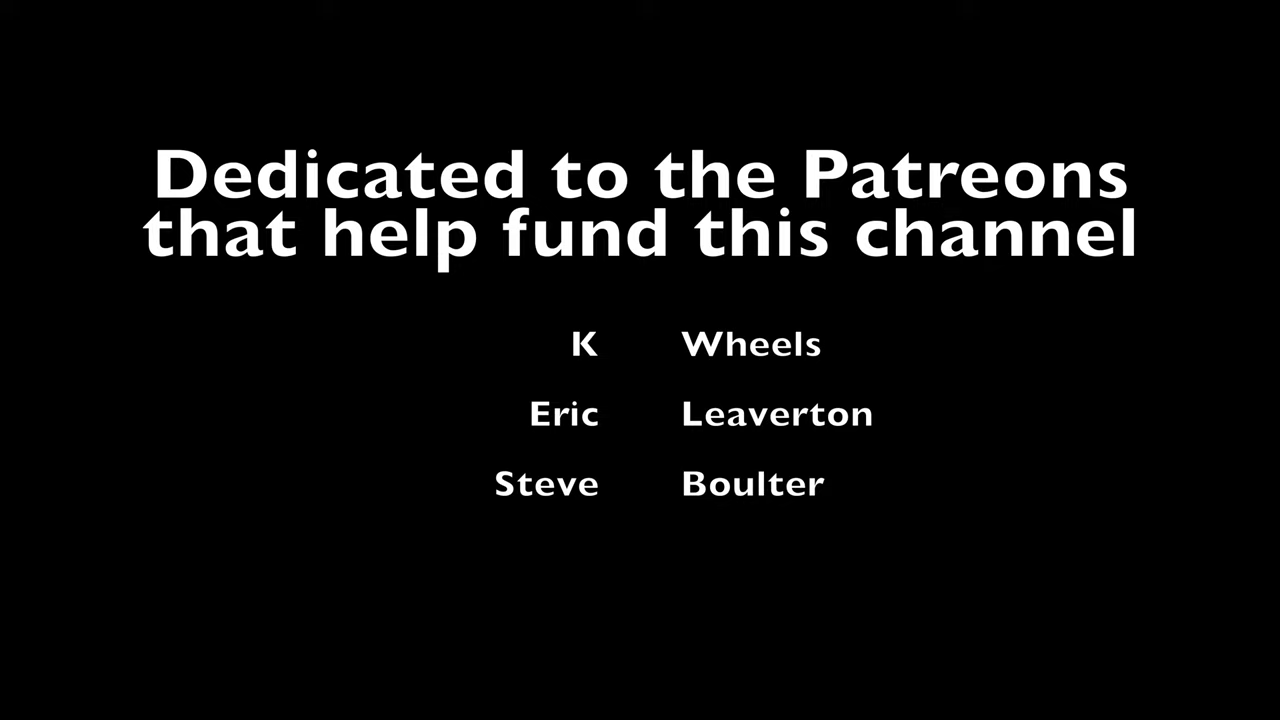 Dedicated to the Patreons
that help fund this channel
K Wheels
Eric Leaverton
Steve Boulter